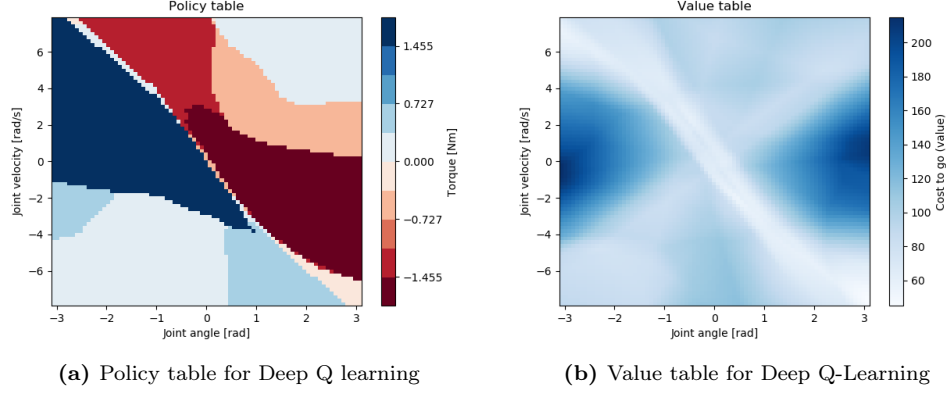 Policy table
Value table
6
4
2
0
−2
−4
−6
Joint velocity [rad/s]
−3 −2 −1 0 1 2 3
Joint angle [rad]
1.455
0.727
0.000
−0.727
−1.455
Torque [Nm]
6
4
2
0
−2
−4
−6
Joint velocity [rad/s]
−3 −2 −1 0 1 2 3
Joint angle [rad]
200
180
160
140
120
100
80
60
Cost to go (value)
(a) Policy table for Deep Q learning
(b) Value table for Deep Q-Learning